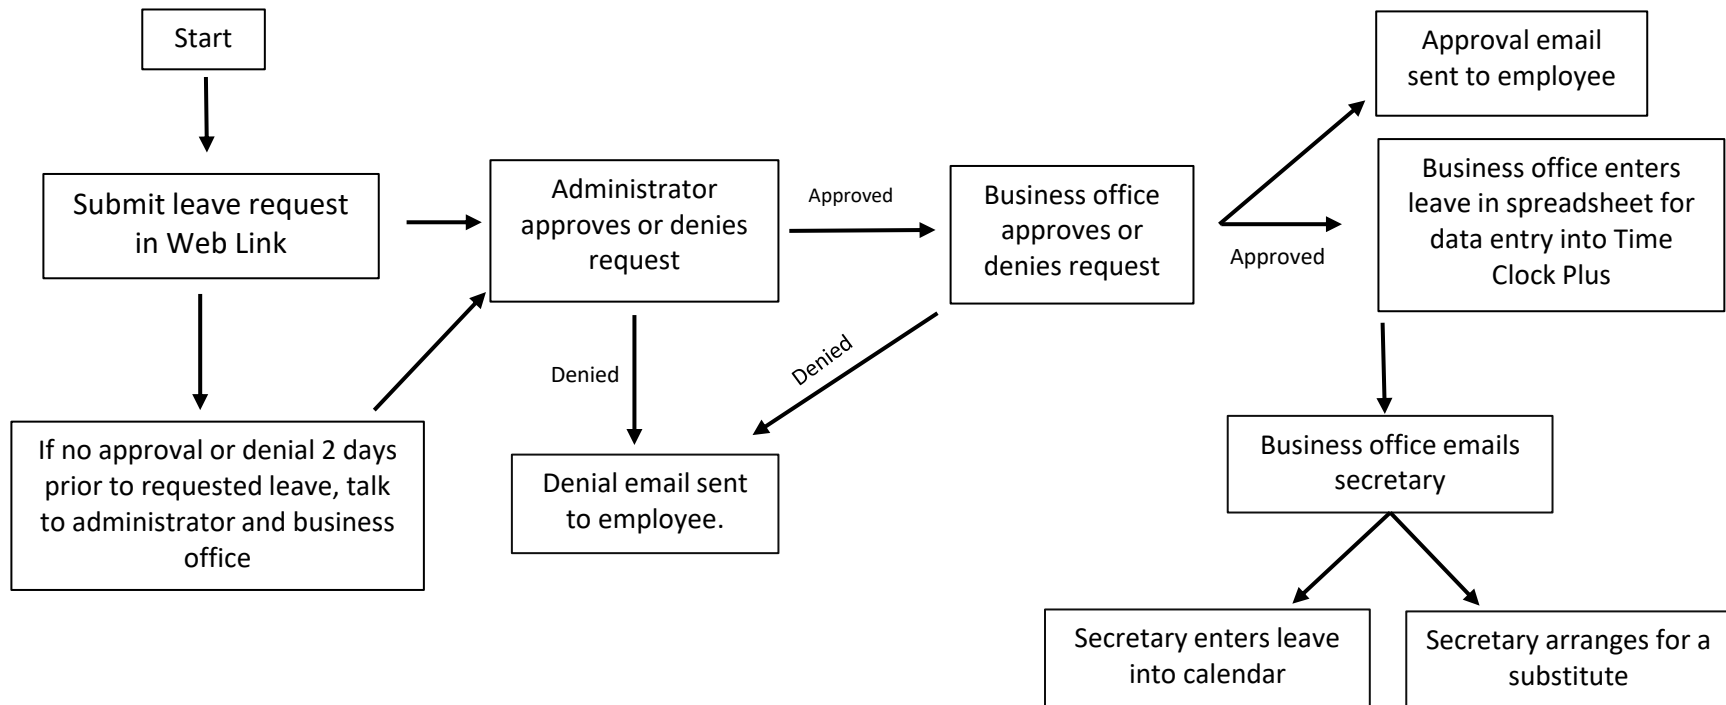 Start
Submit leave request
in Web Link
If no approval or denial 2 days
prior to requested leave, talk
to administrator and business
office
Administrator
approves or denies
request
Approved
Denied
Denial email sent
to employee.
Business office
approves or
denies request
Denied
Approved
Approval email
sent to employee
Business office enters
leave in spreadsheet for
data entry into Time
Clock Plus
Business office emails
secretary
Secretary enters leave
into calendar
Secretary arranges for a
substitute